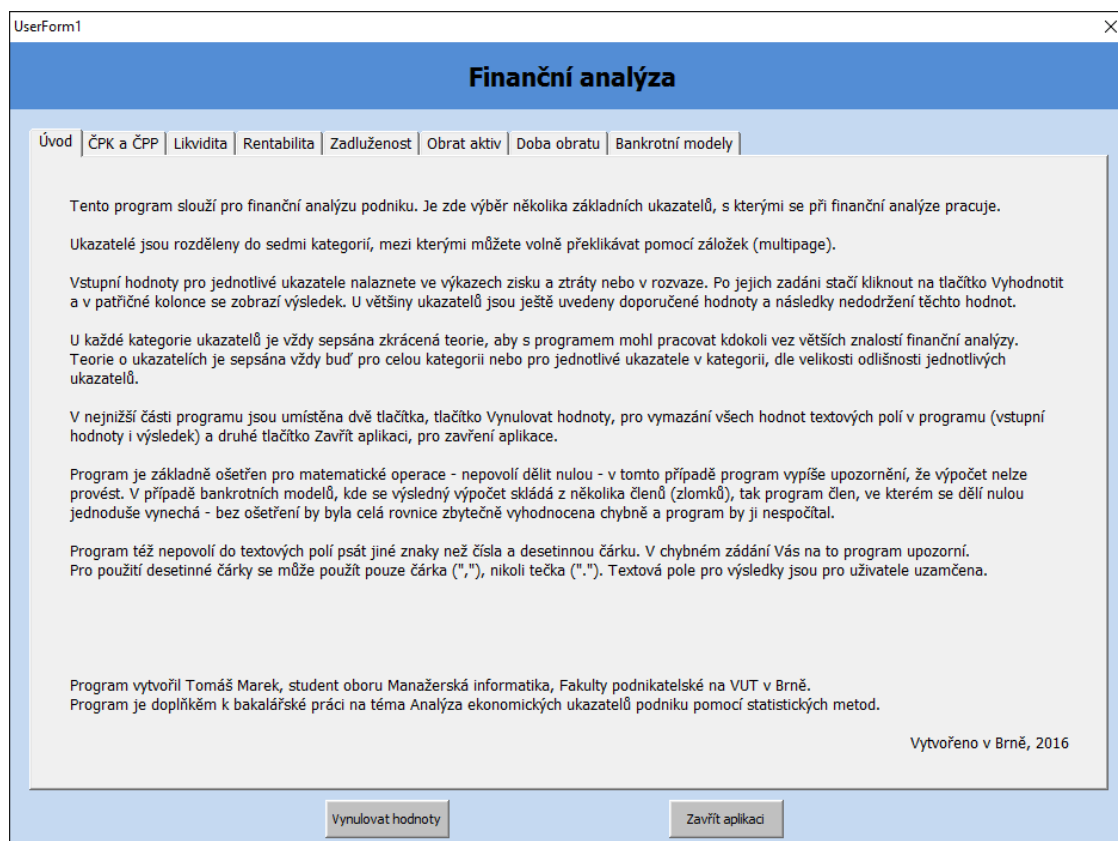 UserForm1
Finanční analýza
Úvod ČPK a ČPP Likvidita Rentabilita Zadluženost Obrat aktiv Doba obratu Bankrotní modely
Tento program slouží pro finanční analýzu podniku. Je zde výběr několika základních ukazatelů, s kterými se při finanční analýze pracuje.
Ukazatelé jsou rozděleny do sedmi kategorií, mezi kterými můžete volně překlikávat pomocí záložek (multipage).
Vstupní hodnoty pro jednotlivé ukazatele nalaznete ve výkazech zisku a ztráty nebo v rozvaze. Po jejich zadáni stačí kliknout na tlačítko Vyhodnotit
a v patřičné kolonce se zobrazí výsledek. U většiny ukazatelů jsou ještě uvedeny doporučené hodnoty a následky nedodržení těchto hodnot.
U každé kategorie ukazatelů je vždy sepsána zkrácená teorie, aby s programem mohl pracovat kdokoli vez větších znalostí finanční analýzy.
Teorie o ukazatelích je sepsána vždy buď pro celou kategorii nebo pro jednotlivé ukazatele v kategorii, dle velikosti odlišnosti jednotlivých
ukazatelů.
V nejnižší části programu jsou umístěna dvě tlačítka, tlačítko Vynulovat hodnoty, pro vymazání všech hodnot textových polí v programu (vstupní
hodnoty i výsledek) a druhé tlačítko Zavřít aplikaci, pro zavření aplikace.
Program je základně ošetřen pro matematické operace - nepovolí dělit nulou - v tomto případě program vypíše upozornění, že výpočet nelze
provést. V případě bankrotních modelů, kde se výsledný výpočet skládá z několika členů (zlomků), tak program člen, ve kterém se dělí nulou
jednoduše vynechá - bez ošetření by byla celá rovnice zbytečně vyhodnocena chybně a program by ji nespočítal.
Program též nepovolí do textových polí psát jiné znaky než čísla a desetinnou čárku. V chybném zádání Vás na to program upozorní.
Pro použití desetinné čárky se může použít pouze čárka (","), nikoli tečka ("."). Textová pole pro výsledky jsou pro uživatele uzamčena.
Program vytvořil Tomáš Marek, student oboru Manažerská informatika, Fakulty podnikatelské na VUT v Brně.
Program je doplňkěm k bakalářské práci na téma Analýza ekonomických ukazatelů podniku pomocí statistických metod.
Vytvořeno v Brně, 2016
Vynulovat hodnoty Zavřít aplikaci